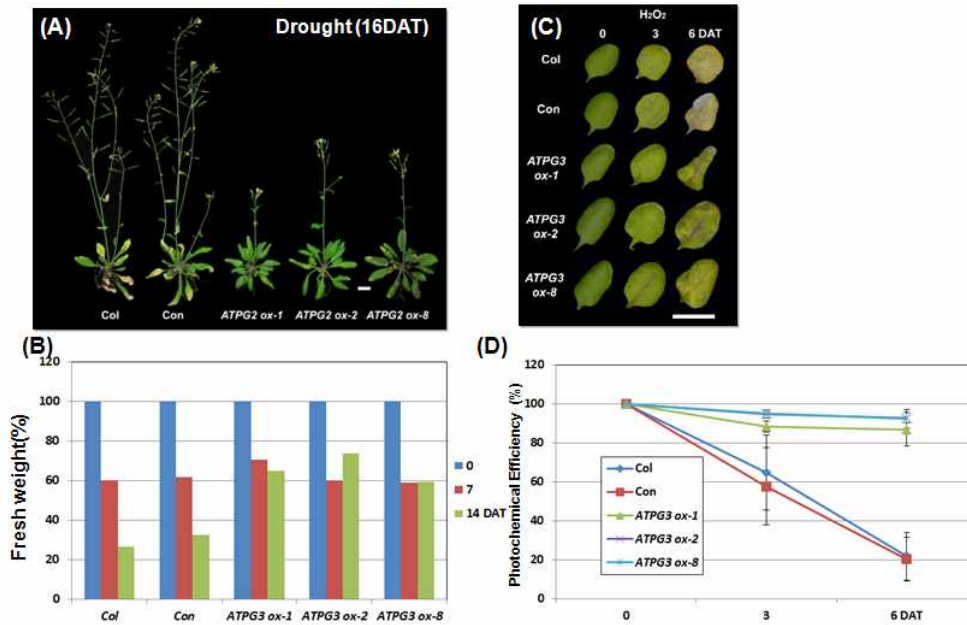 (A)
Drought (16DAT)
Col
Con
ATPG2 ox-1
ATPG2 ox-2
ATPG2 ox-8
(C)
H₂O₂
0
3
6 DAT
Col
Con
ATPG3
ox-1
ATPG3
ox-2
ATPG3
ox-8
(B)
Fresh weight(%)
120
100
80
60
40
20
0
Col
Con
ATPG3 ox-1
ATPG3 ox-2
ATPG3 ox-8
0
7
14 DAT
(D)
Photochemical Efficiency (%)
120
100
80
60
40
20
0
Col
Con
ATPG3 ox-1
ATPG3 ox-2
ATPG3 ox-8
0
3
6 DAT